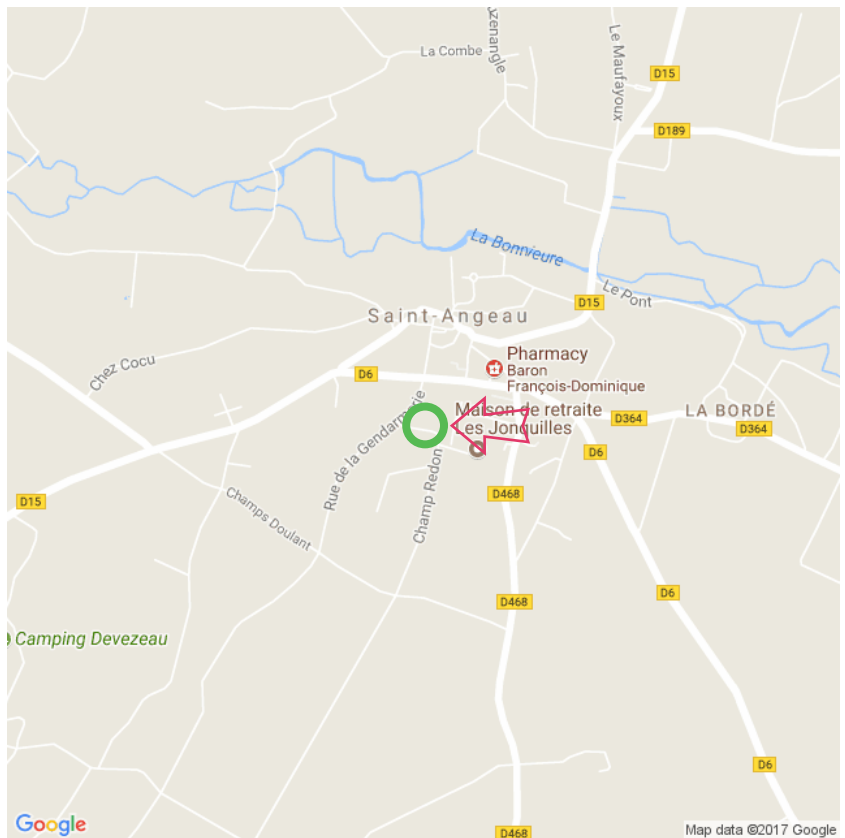 ozenangle
La Combe
Le Maufayoux
D15
D189
La Bonnieure
Le Pont
D15
Saint-Angeau
Pharmacy
Baron
François-Dominique
Chez Cocu
D6
Rue de la Gendarmerie
Maison de retraite
Les Jonquilles
LA BORDÉ
D364
D364
D6
D15
Champs Doulant
Champ Redon
D468
D468
D6
Camping Devezeau
D6
Google
D468
Map data ©2017 Google